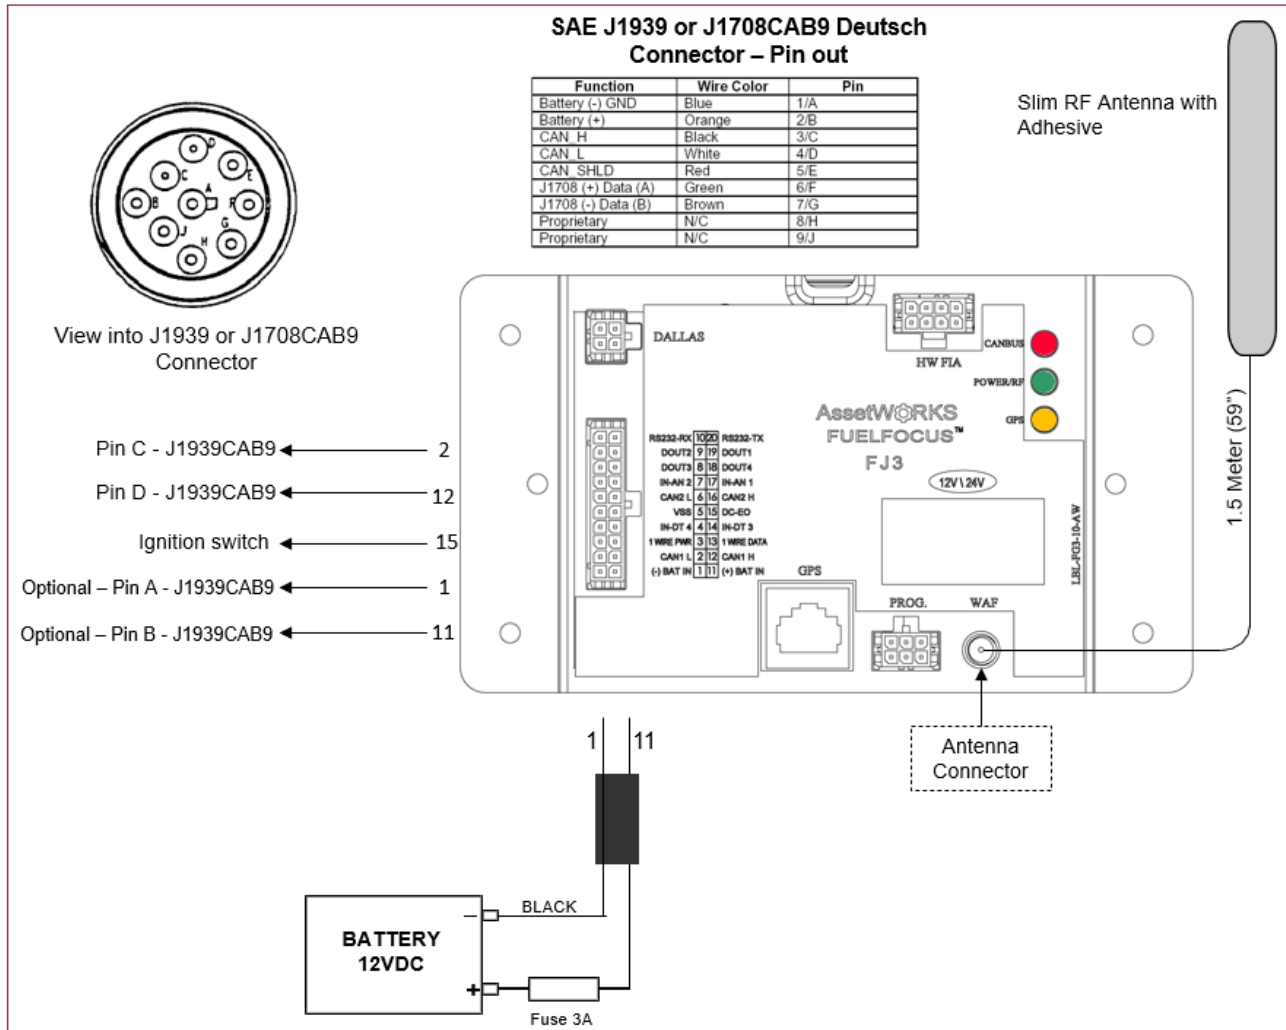 SAE J1939 or J1708CAB9 Deutsch
Connector – Pin out
Function Wire Color Pin
Battery (-) GND Blue 1/A
Battery (+) Orange 2/B
CAN_H Black 3/C
CAN_L White 4/D
CAN_SHLD Red 5/E
J1708 (+) Data (A) Green 6/F
J1708 (-) Data (B) Brown 7/G
Proprietary N/C 8/H
Proprietary N/C 9/J
Slim RF Antenna with
Adhesive
D
C
E
A
B
F
J
G
H
View into J1939 or J1708CAB9
Connector
DALLAS
HW FIA
CANBUS
POWER/RF
GPS
AssetWORKS
FUELFOCUS™
FJ3
12V \ 24V
LBL-FG3-10-AW
1.5 Meter (59")
Pin C - J1939CAB9 2
Pin D - J1939CAB9 12
Ignition switch 15
Optional – Pin A - J1939CAB9 1
Optional – Pin B - J1939CAB9 11
RS232-RX 10 20 RS232-TX
DOUT2 9 19 DOUT1
DOUT3 8 18 DOUT4
IN-AN 2 7 17 IN-AN 1
CAN2 L 6 16 CAN2 H
VSS 5 15 DC-EO
IN-DT 4 4 14 IN-DT 3
1 WIRE PWR 3 13 1 WIRE DATA
CAN1 L 2 12 CAN1 H
(-) BAT IN 1 11 (+) BAT IN
GPS
PROG.
WAF
Antenna
Connector
1 11
BLACK
BATTERY
12VDC
–
+
Fuse 3A